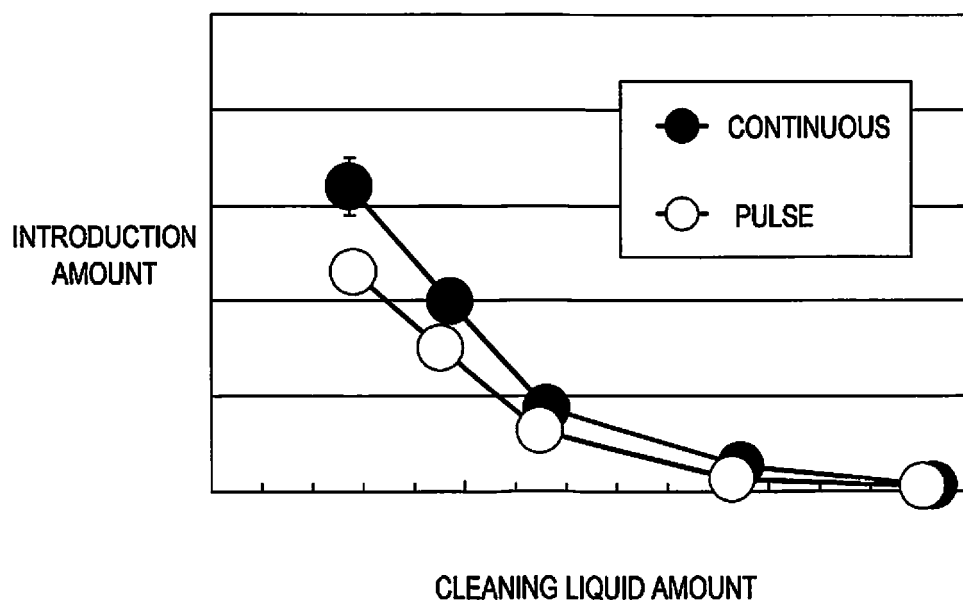 CONTINUOUS
PULSE
INTRODUCTION
AMOUNT
CLEANING LIQUID AMOUNT